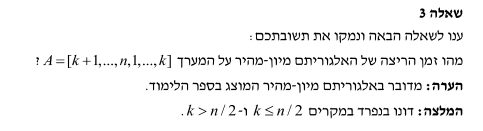 שאלה 3
ענו לשאלה הבאה ונמקו את תשובתכם :
מהו זמן הריצה של האלגוריתם מיון-מהיר על המערך A=[k+1,...,n,1,...,k] ?
הערה : מדובר באלגוריתם מיון-מהיר המוצג בספר הלימוד.
המלצה : דונו בנפרד במקרים k ≤ n/2 ו- k > n/2 .